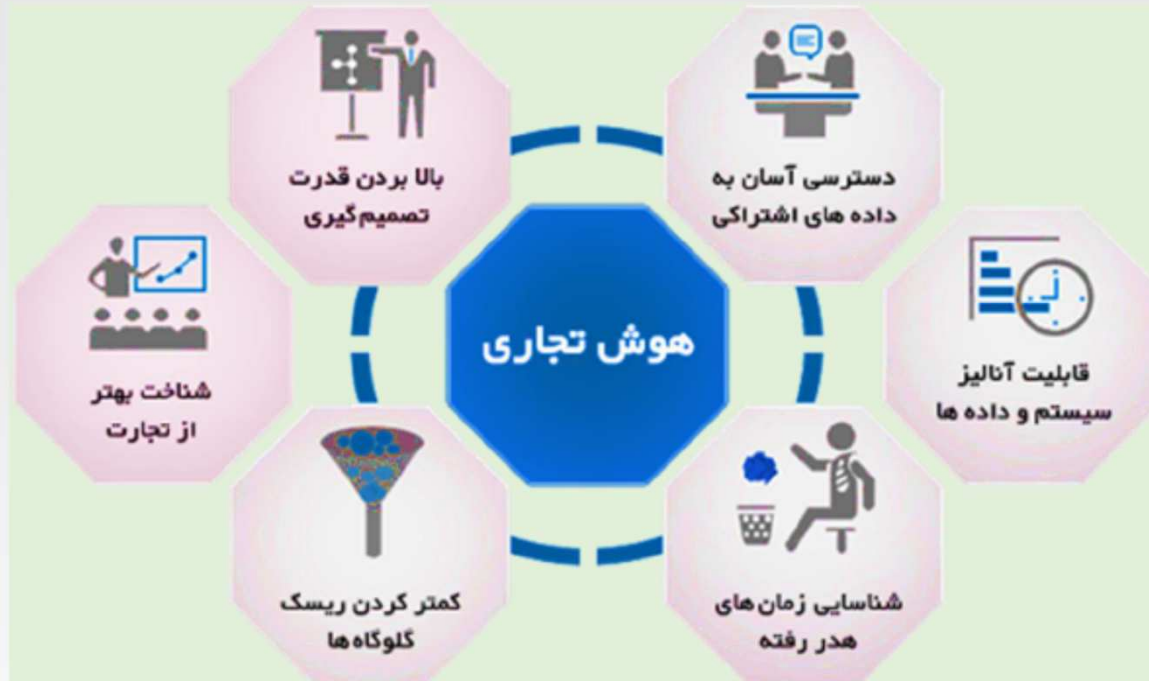 بالا بردن قدرت
تصمیم‌گیری
دسترسی آسان به
داده های اشتراکی
شناخت بهتر
از تجارت
هوش تجاری
قابلیت آنالیز
سیستم و داده ها
کمتر کردن ریسک
گلوگاه‌ها
شناسایی زمان‌های
هدر رفته